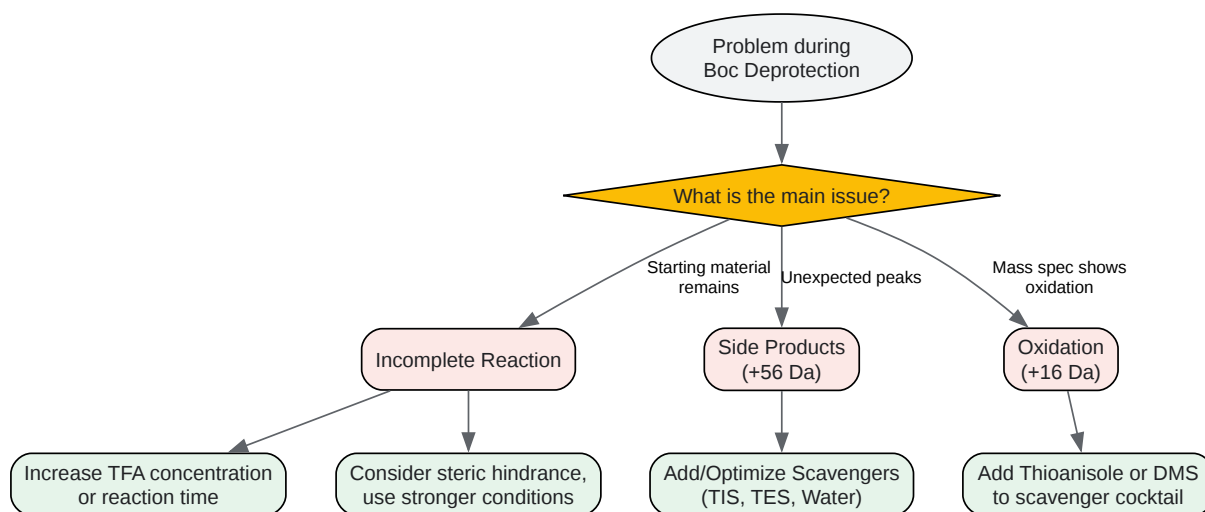 Problem during
Boc Deprotection
What is the main issue?
Starting material
remains
Unexpected peaks
Mass spec shows
oxidation
Incomplete Reaction
Side Products
(+56 Da)
Oxidation
(+16 Da)
Increase TFA concentration
or reaction time
Consider steric hindrance,
use stronger conditions
Add/Optimize Scavengers
(TIS, TES, Water)
Add Thioanisole or DMS
to scavenger cocktail